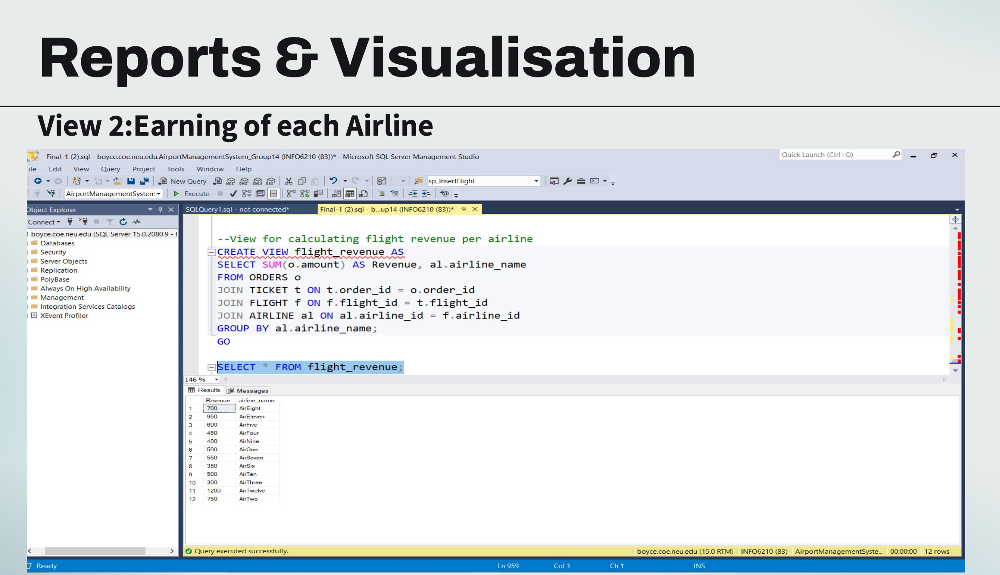 Reports & Visualisation
View 2:Earning of each Airline
Final-1 (2).sql - boyce.coe.neu.edu.AirportManagementSystem_Group14 (INFO6210 (83))* - Microsoft SQL Server Management Studio
Quick Launch (Ctrl+Q)
File Edit View Query Project Tools Window Help
New Query MDX DMX XMLA DAX sp_InsertFlight
AirportManagementSystem Execute
Object Explorer
Connect
boyce.coe.neu.edu (SQL Server 15.0.2080.9 - I
Databases
Security
Server Objects
Replication
PolyBase
Always On High Availability
Management
Integration Services Catalogs
XEvent Profiler
SQLQuery1.sql - not connected*
Final-1 (2).sql - b...up14 (INFO6210 (83))*
--View for calculating flight revenue per airline
CREATE VIEW flight_revenue AS
SELECT SUM(o.amount) AS Revenue, al.airline_name
FROM ORDERS o
JOIN TICKET t ON t.order_id = o.order_id
JOIN FLIGHT f ON f.flight_id = t.flight_id
JOIN AIRLINE al ON al.airline_id = f.airline_id
GROUP BY al.airline_name;
GO
SELECT * FROM flight_revenue;
146 %
Results Messages
Revenue airline_name
1 700 AirEight
2 950 AirEleven
3 600 AirFive
4 450 AirFour
5 400 AirNine
6 500 AirOne
7 550 AirSeven
8 350 AirSix
9 500 AirTen
10 300 AirThree
11 1200 AirTwelve
12 750 AirTwo
Query executed successfully.
boyce.coe.neu.edu (15.0 RTM) INFO6210 (83) AirportManagementSyste... 00:00:00 12 rows
Ready Ln 959 Col 1 Ch 1 INS